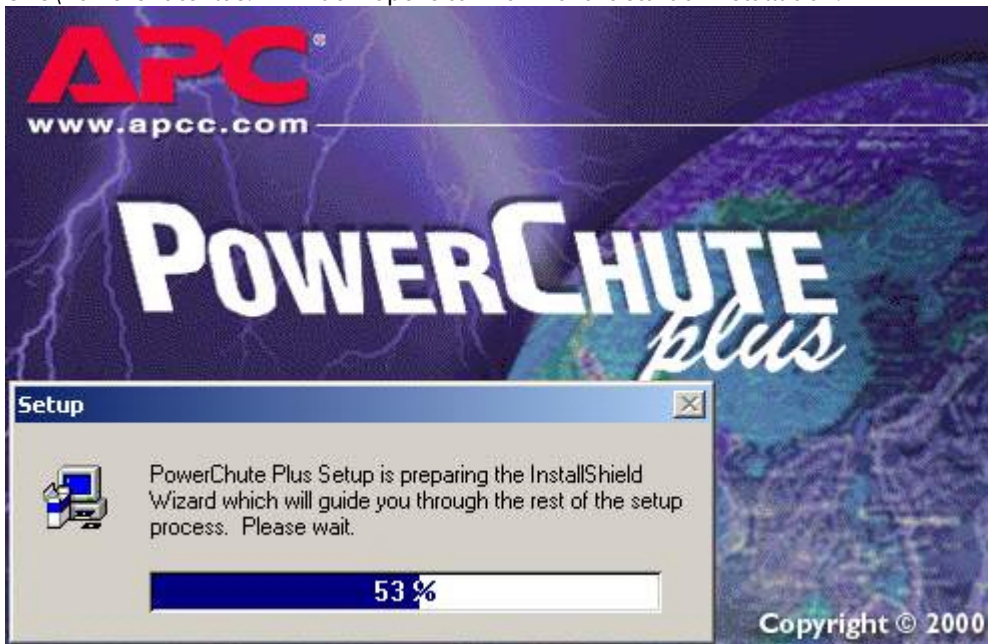 APC®
www.apcc.com
POWERCHUTE
plus
Setup
PowerChute Plus Setup is preparing the InstallShield
Wizard which will guide you through the rest of the setup
process.  Please wait.
53 %
Copyright © 2000